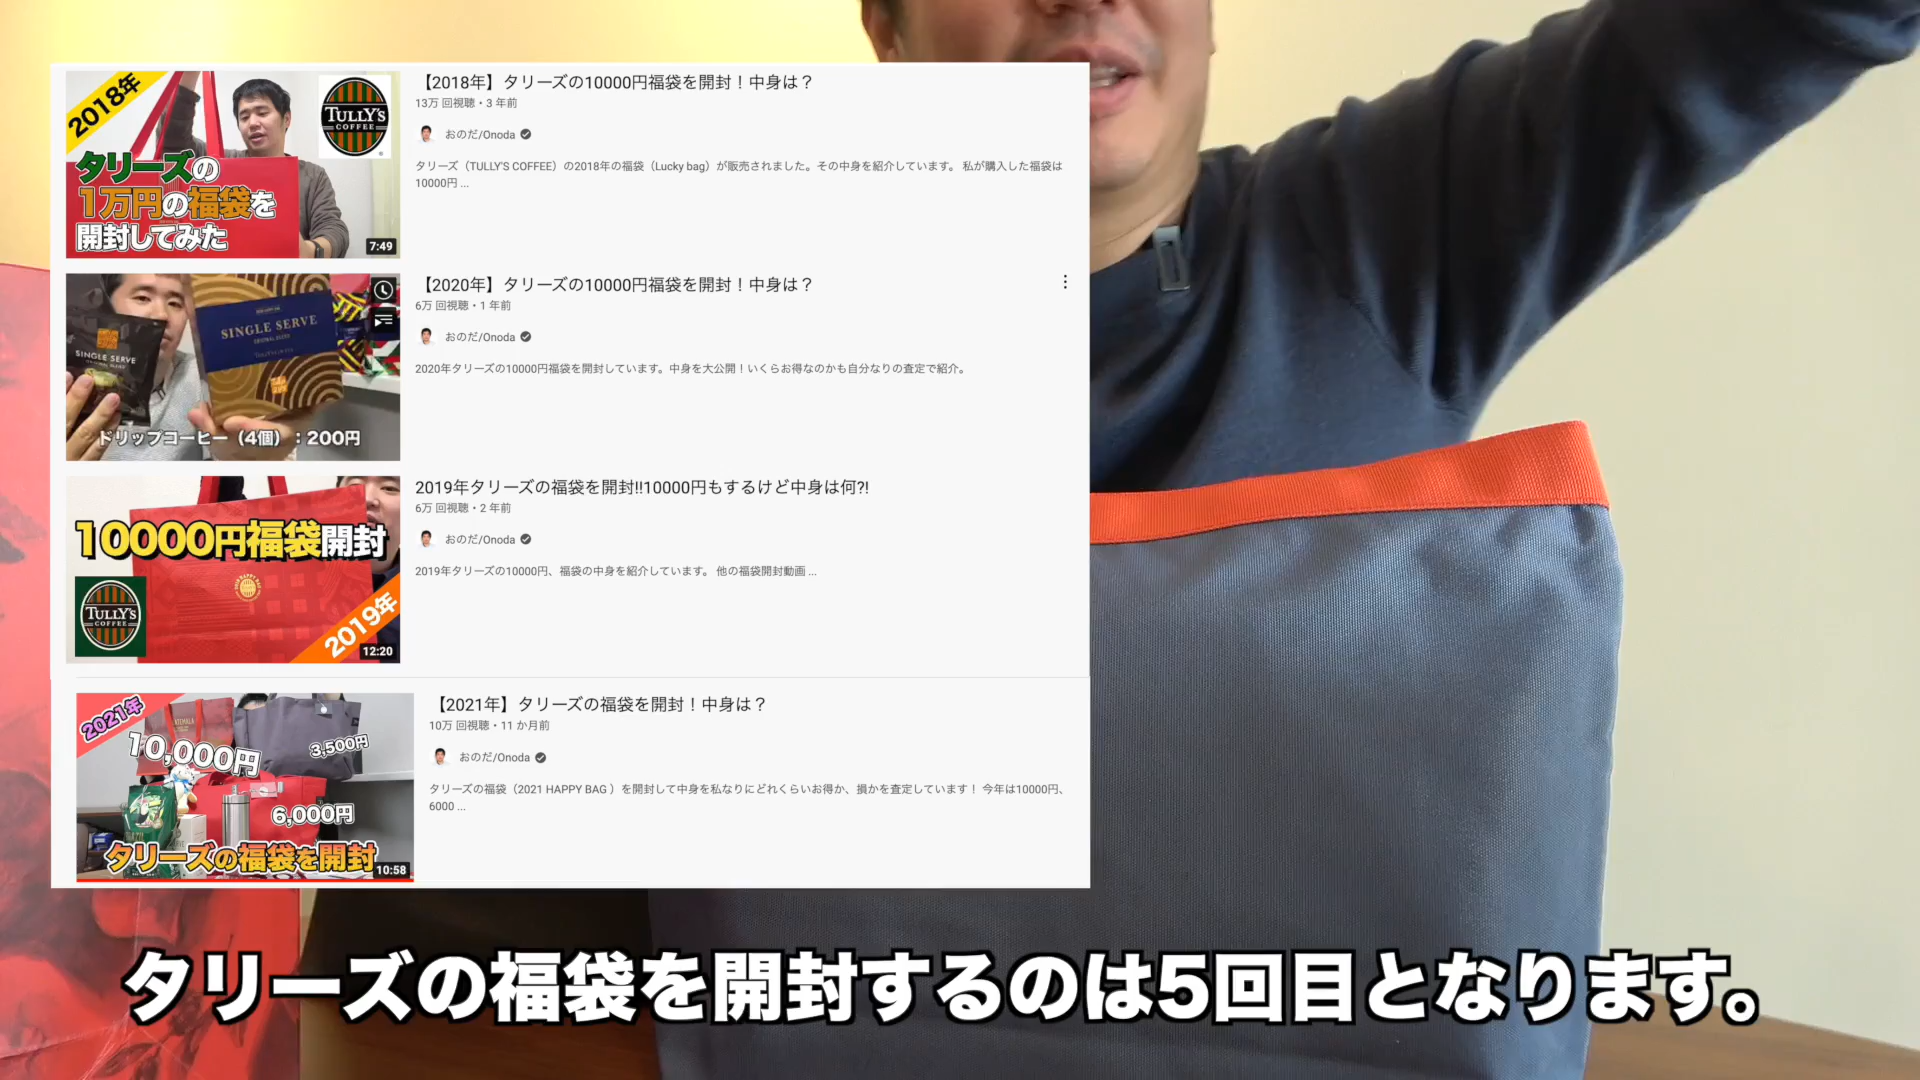 【2018年】タリーズの10000円福袋を開封！中身は？
13万 回視聴・3 年前
おのだ/Onoda
タリーズ（TULLY'S COFFEE）の2018年の福袋（Lucky bag）が販売されました。その中身を紹介しています。 私が購入した福袋は
10000円 ...
2018年
TULLY'S
COFFEE
タリーズの
1万円の福袋を
開封してみた
7:49
【2020年】タリーズの10000円福袋を開封！中身は？
6万 回視聴・1 年前
おのだ/Onoda
2020年タリーズの10000円福袋を開封しています。中身を大公開！いくらお得なのかも自分なりの査定で紹介。
SINGLE SERVE
SINGLE SERVE
ドリップコーヒー（4個）：200円
2019年タリーズの福袋を開封!!10000円もするけど中身は何?!
6万 回視聴・2 年前
おのだ/Onoda
2019年タリーズの10000円、福袋の中身を紹介しています。 他の福袋開封動画 ...
10000円福袋開封
TULLY'S
COFFEE
2019年
12:20
【2021年】タリーズの福袋を開封！中身は？
10万 回視聴・11 か月前
おのだ/Onoda
タリーズの福袋（2021 HAPPY BAG ）を開封して中身を私なりにどれくらいお得か、損かを査定しています！ 今年は10000円、
6000 ...
2021年
10,000円
3,500円
6,000円
タリーズの福袋を開封
10:58
タリーズの福袋を開封するのは5回目となります。